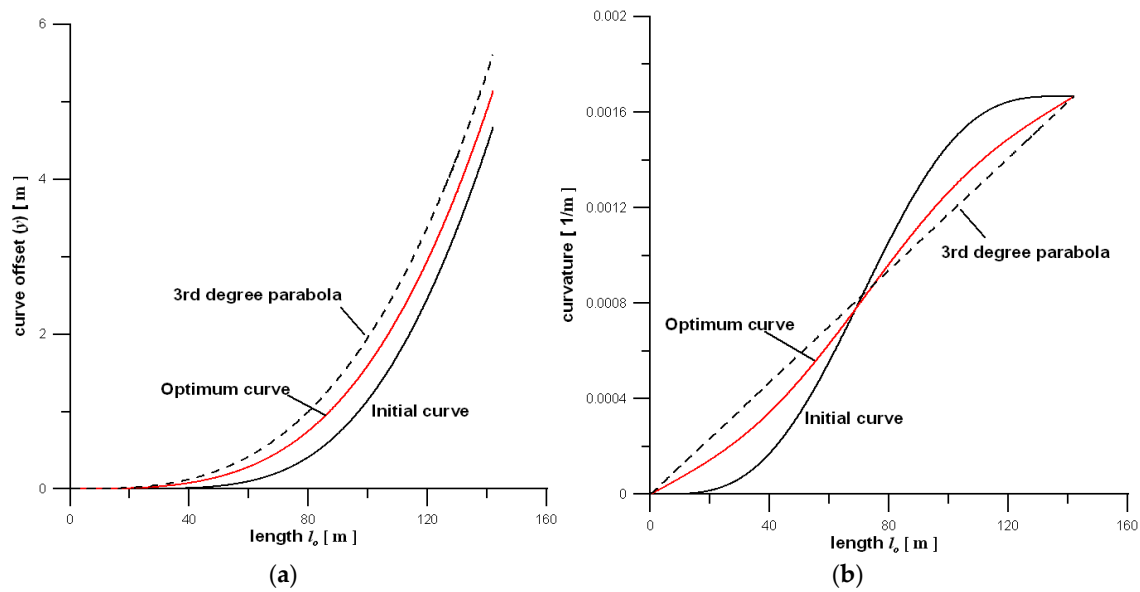 6
4
2
0
0
40
80
120
160
curve offset (y) [ m ]
length lₒ [ m ]
3rd degree parabola
Optimum curve
Initial curve
(a)
0.002
0.0016
0.0012
0.0008
0.0004
0
0
40
80
120
160
curvature [ 1/m ]
length lₒ [ m ]
3rd degree parabola
Optimum curve
Initial curve
(b)